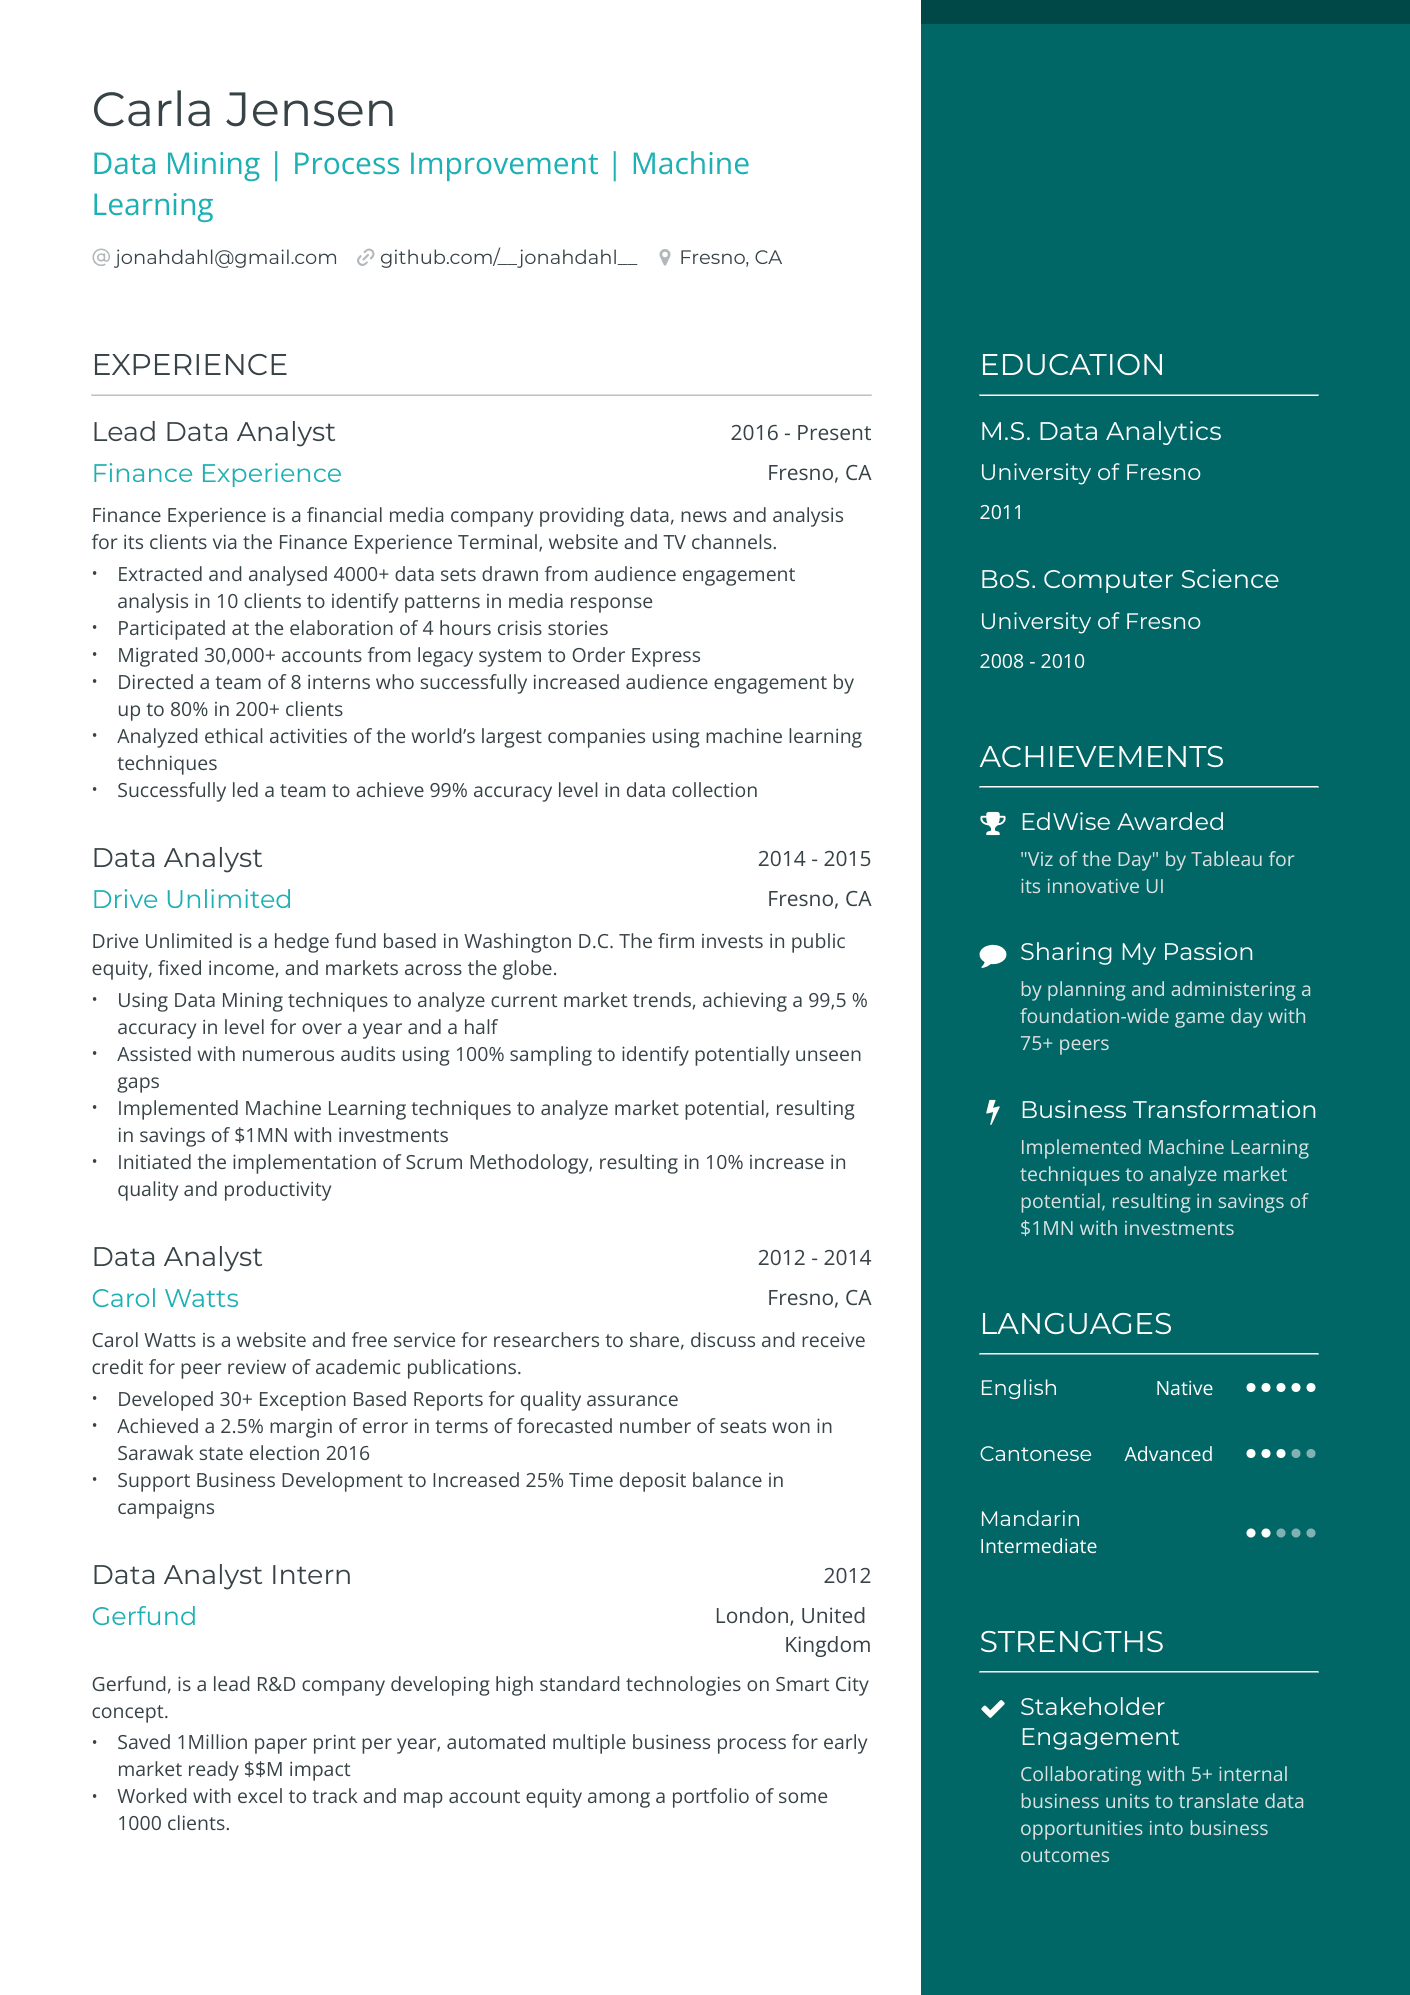 Carla Jensen
Data Mining | Process Improvement | Machine
Learning
@ jonahdahl@gmail.com github.com/__jonahdahl__ Fresno, CA
EXPERIENCE
Lead Data Analyst 2016 - Present
Finance Experience Fresno, CA
Finance Experience is a financial media company providing data, news and analysis
for its clients via the Finance Experience Terminal, website and TV channels.
• Extracted and analysed 4000+ data sets drawn from audience engagement
analysis in 10 clients to identify patterns in media response
• Participated at the elaboration of 4 hours crisis stories
• Migrated 30,000+ accounts from legacy system to Order Express
• Directed a team of 8 interns who successfully increased audience engagement by
up to 80% in 200+ clients
• Analyzed ethical activities of the world’s largest companies using machine learning
techniques
• Successfully led a team to achieve 99% accuracy level in data collection
Data Analyst 2014 - 2015
Drive Unlimited Fresno, CA
Drive Unlimited is a hedge fund based in Washington D.C. The firm invests in public
equity, fixed income, and markets across the globe.
• Using Data Mining techniques to analyze current market trends, achieving a 99,5 %
accuracy in level for over a year and a half
• Assisted with numerous audits using 100% sampling to identify potentially unseen
gaps
• Implemented Machine Learning techniques to analyze market potential, resulting
in savings of $1MN with investments
• Initiated the implementation of Scrum Methodology, resulting in 10% increase in
quality and productivity
Data Analyst 2012 - 2014
Carol Watts Fresno, CA
Carol Watts is a website and free service for researchers to share, discuss and receive
credit for peer review of academic publications.
• Developed 30+ Exception Based Reports for quality assurance
• Achieved a 2.5% margin of error in terms of forecasted number of seats won in
Sarawak state election 2016
• Support Business Development to Increased 25% Time deposit balance in
campaigns
Data Analyst Intern 2012
Gerfund London, United
Kingdom
Gerfund, is a lead R&D company developing high standard technologies on Smart City
concept.
• Saved 1Million paper print per year, automated multiple business process for early
market ready $$M impact
• Worked with excel to track and map account equity among a portfolio of some
1000 clients.
EDUCATION
M.S. Data Analytics
University of Fresno
2011
BoS. Computer Science
University of Fresno
2008 - 2010
ACHIEVEMENTS
EdWise Awarded
"Viz of the Day" by Tableau for
its innovative UI
Sharing My Passion
by planning and administering a
foundation-wide game day with
75+ peers
Business Transformation
Implemented Machine Learning
techniques to analyze market
potential, resulting in savings of
$1MN with investments
LANGUAGES
English Native
Cantonese Advanced
Mandarin
Intermediate
STRENGTHS
Stakeholder
Engagement
Collaborating with 5+ internal
business units to translate data
opportunities into business
outcomes